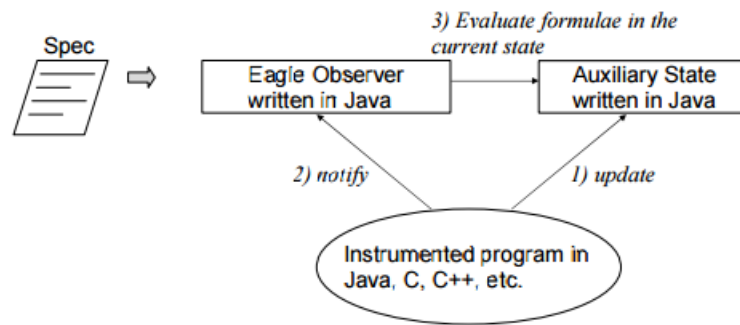 3) Evaluate formulae in the
current state
Spec
Eagle Observer
written in Java
Auxiliary State
written in Java
2) notify
1) update
Instrumented program in
Java, C, C++, etc.